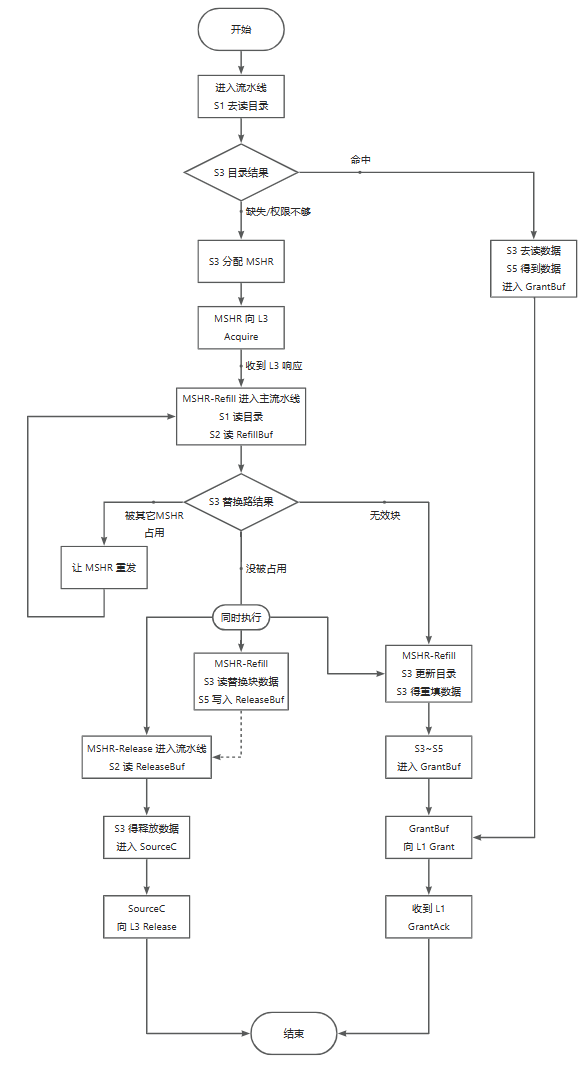 开始
进入流水线
S1 去读目录
S3 目录结果
命中
缺失/权限不够
S3 分配 MSHR
S3 去读数据
S5 得到数据
进入 GrantBuf
MSHR 向 L3
Acquire
收到 L3 响应
MSHR-Refill 进入主流水线
S1 读目录
S2 读 RefillBuf
S3 替换路结果
被其它MSHR
占用
无效块
让 MSHR 重发
没被占用
同时执行
MSHR-Refill
S3 读替换块数据
S5 写入 ReleaseBuf
MSHR-Refill
S3 更新目录
S3 得重填数据
MSHR-Release 进入流水线
S2 读 ReleaseBuf
S3~S5
进入 GrantBuf
S3 得释放数据
进入 SourceC
GrantBuf
向 L1 Grant
SourceC
向 L3 Release
收到 L1
GrantAck
结束